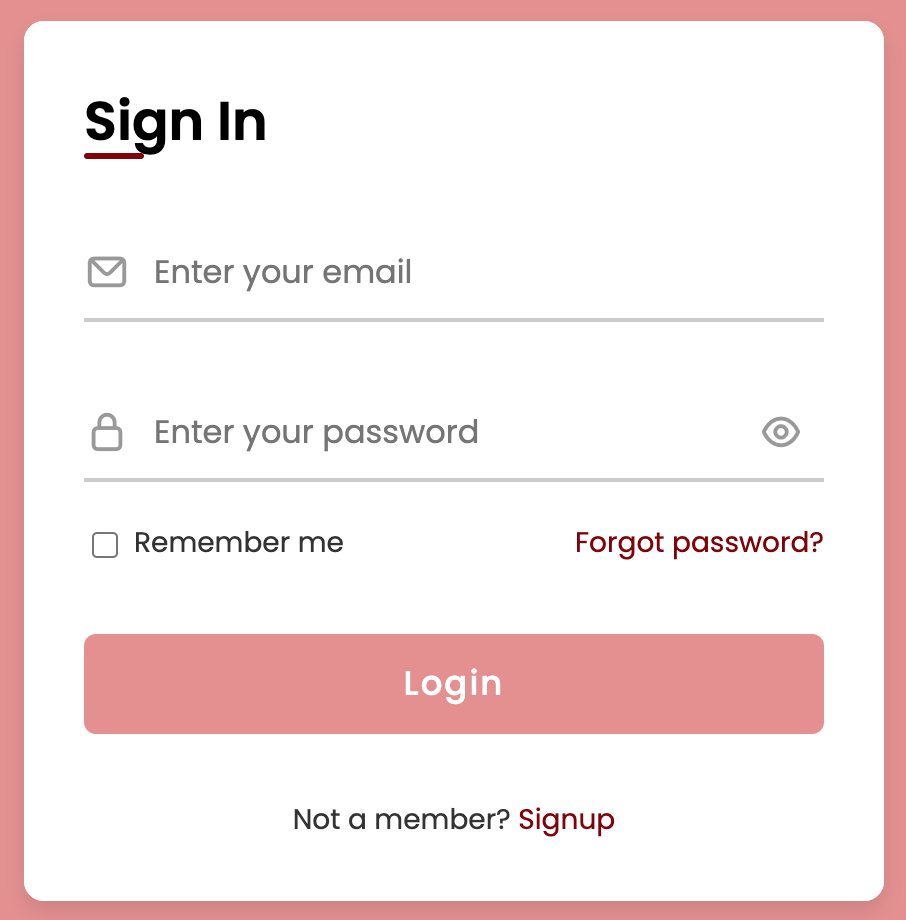 Sign In
Enter your email
Enter your password
Remember me
Forgot password?
Login
Not a member? Signup